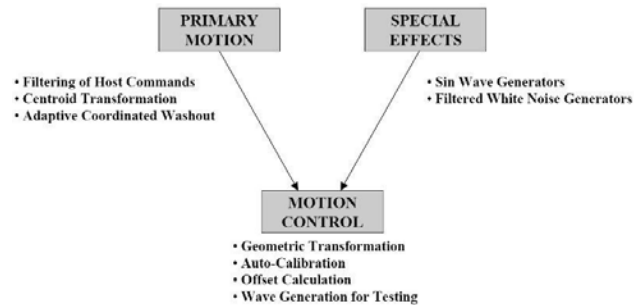 PRIMARY
MOTION
SPECIAL
EFFECTS
• Filtering of Host Commands
• Centroid Transformation
• Adaptive Coordinated Washout
• Sin Wave Generators
• Filtered White Noise Generators
MOTION
CONTROL
• Geometric Transformation
• Auto-Calibration
• Offset Calculation
• Wave Generation for Testing